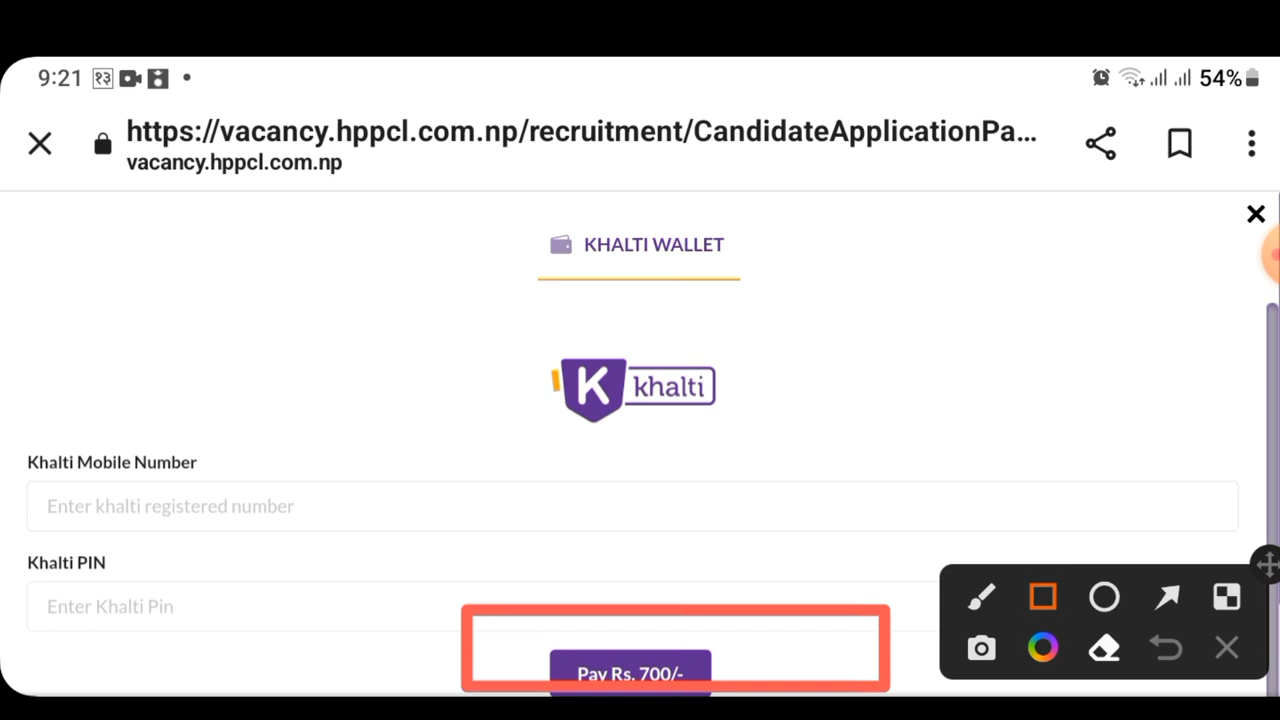 9:21 १३ 54%
https://vacancy.hppcl.com.np/recruitment/CandidateApplicationPa...
vacancy.hppcl.com.np
KHALTI WALLET
K khalti
Khalti Mobile Number
Enter khalti registered number
Khalti PIN
Enter Khalti Pin
Pay Rs. 700/-